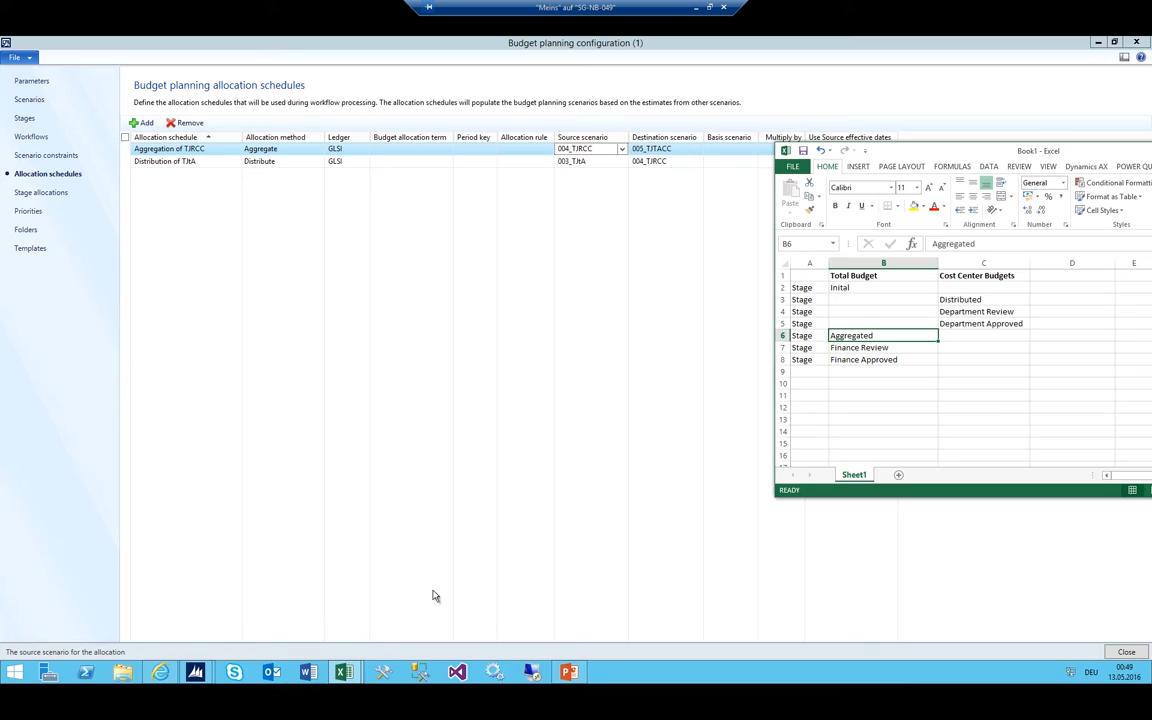 "Meins" auf "SG-NB-049"
Budget planning configuration (1)
File
Parameters
Scenarios
Stages
Workflows
Scenario constraints
Allocation schedules
Stage allocations
Priorities
Folders
Templates
Budget planning allocation schedules
Define the allocation schedules that will be used during workflow processing. The allocation schedules will populate the budget planning scenarios based on the estimates from other scenarios.
Add Remove
Allocation schedule Allocation method Ledger Budget allocation term Period key Allocation rule Source scenario Destination scenario Basis scenario Multiply by Use Source effective dates
Aggregation of TJRCC Aggregate GLSI 004_TJRCC 005_TJTACC
Distribution of TJtA Distribute GLSI 003_TJtA 004_TJRCC
Book1 - Excel
FILE HOME INSERT PAGE LAYOUT FORMULAS DATA REVIEW VIEW Dynamics AX POWER QU
Paste
Calibri 11
General
Conditional Formatti
Format as Table
Cell Styles
Clipboard Font Alignment Number Styles
B6 Aggregated
A B C D E
1 Total Budget Cost Center Budgets
2 Stage Inital
3 Stage Distributed
4 Stage Department Review
5 Stage Department Approved
6 Stage Aggregated
7 Stage Finance Review
8 Stage Finance Approved
9
10
11
12
13
14
15
16
Sheet1
READY
The source scenario for the allocation
Close
DEU
00:49
13.05.2016